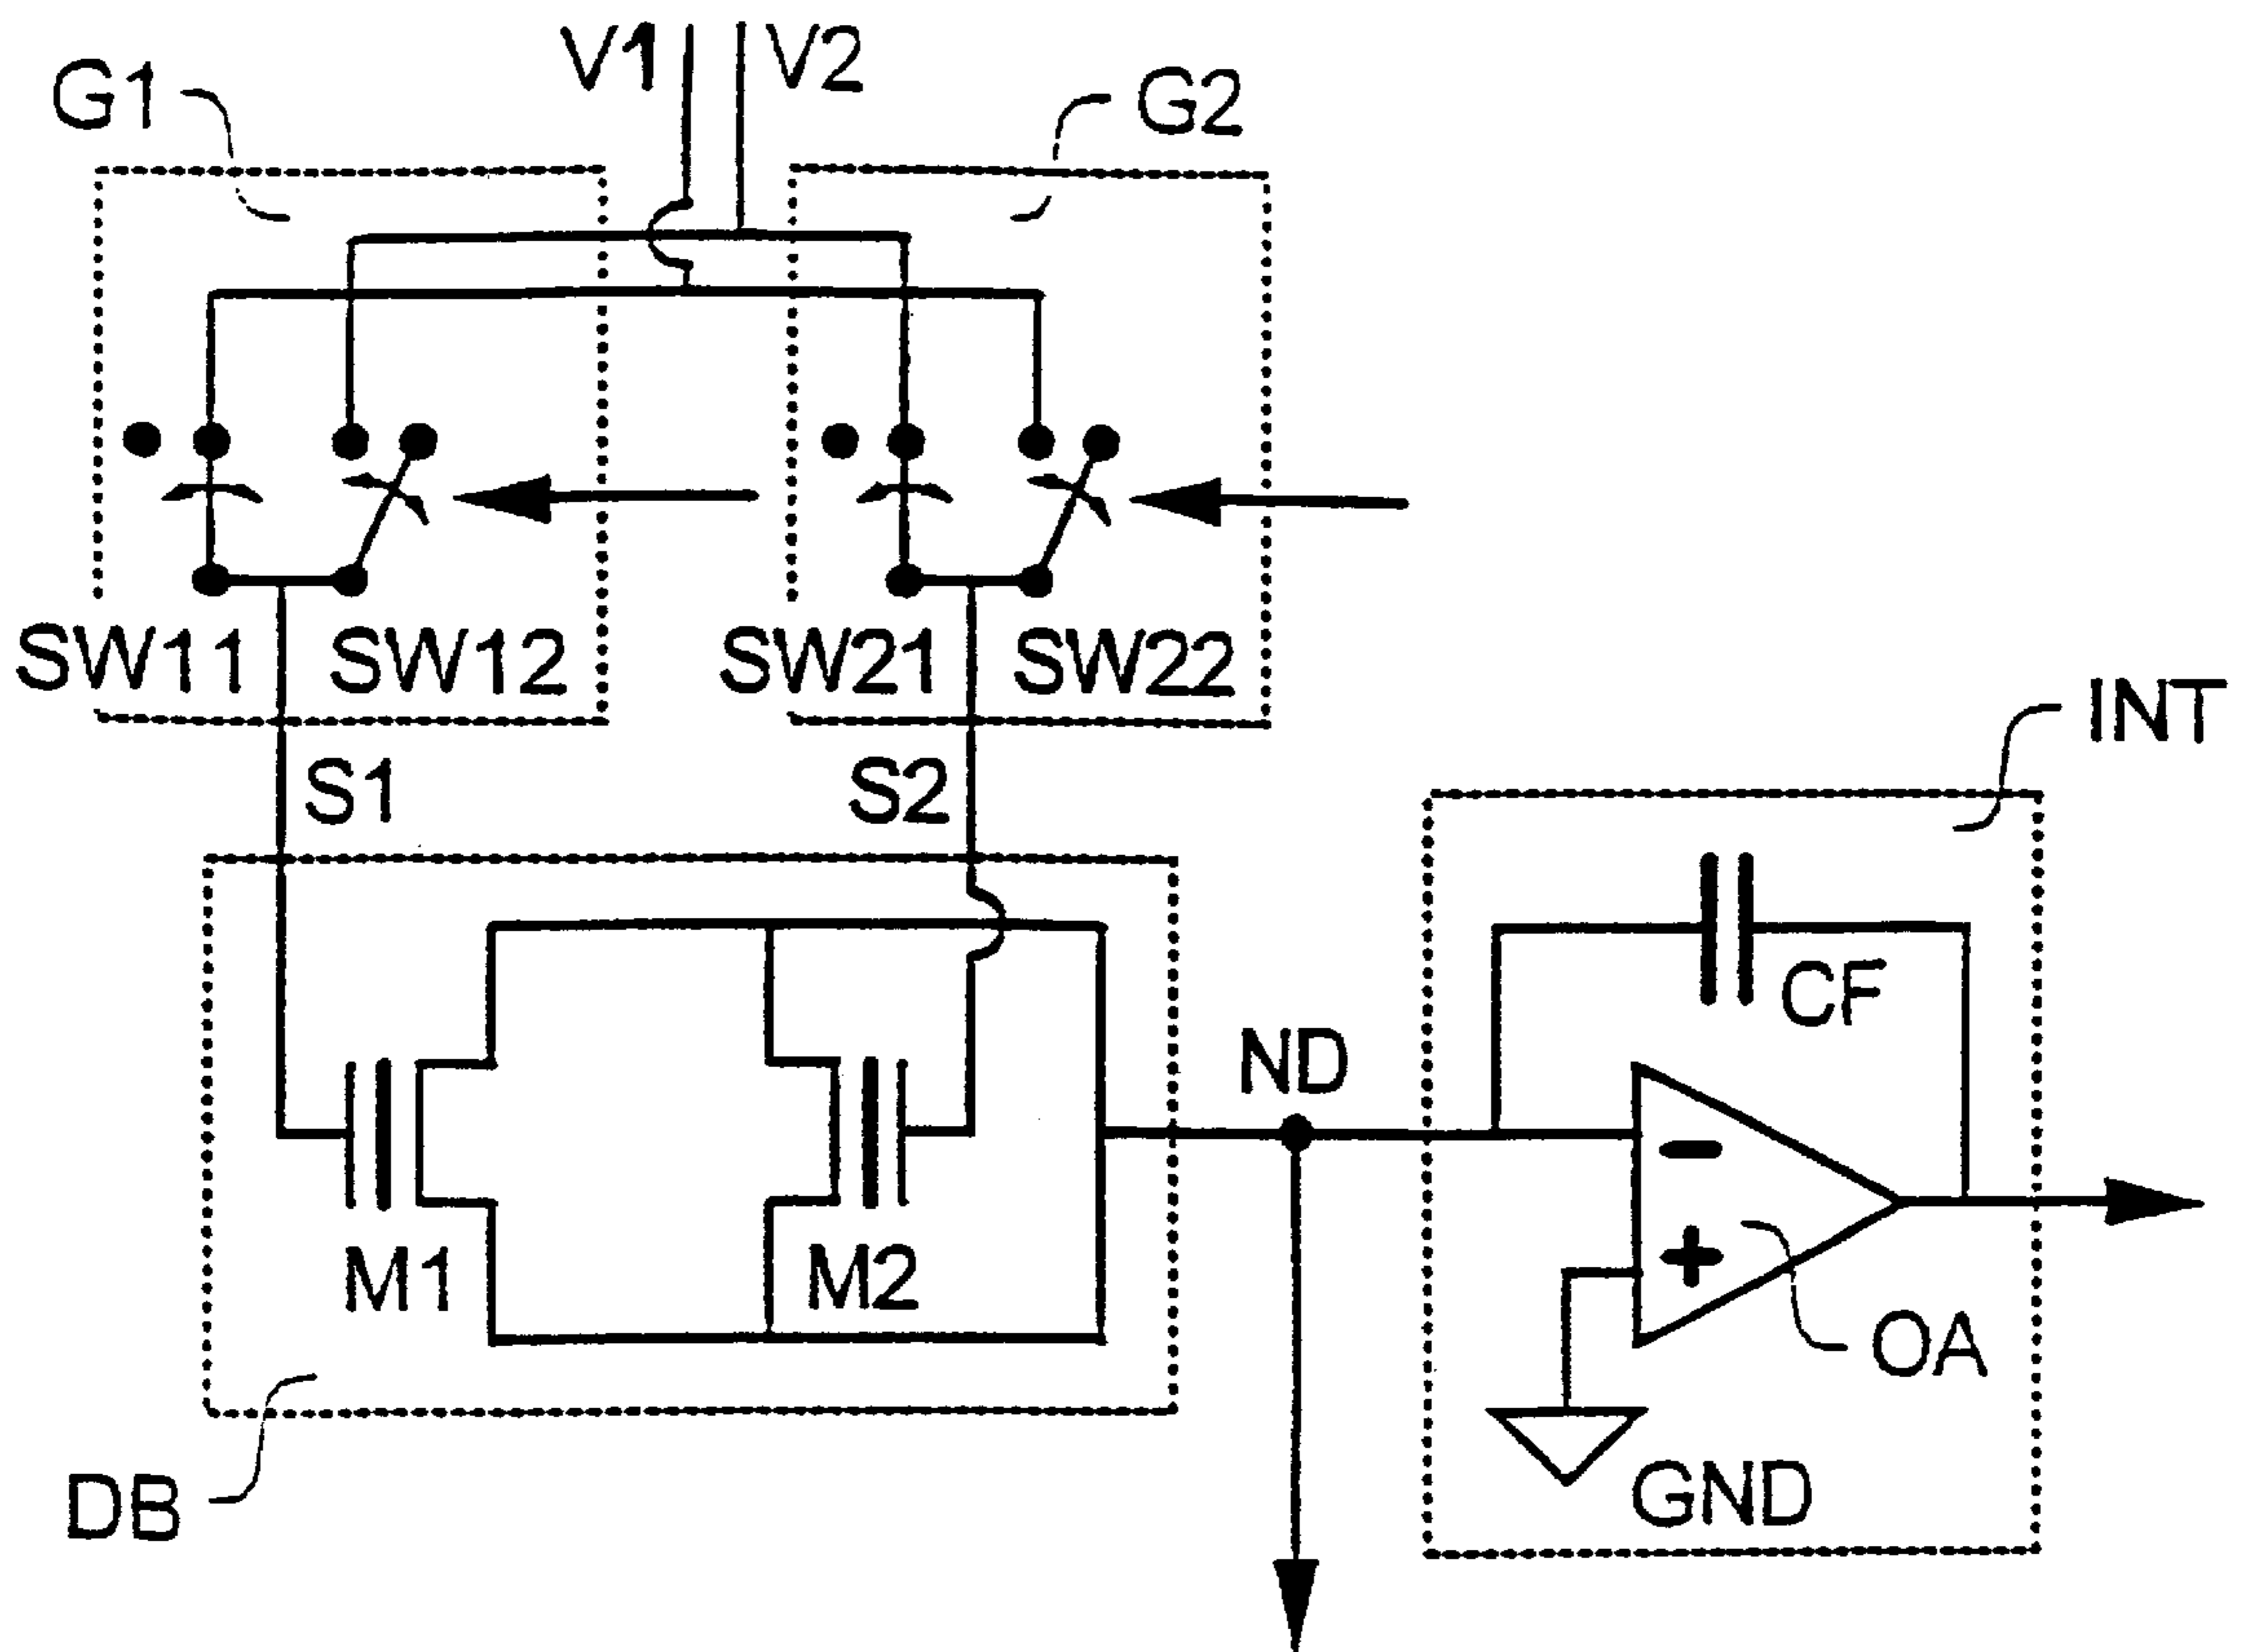 G1
V1
V2
G2
SW11
SW12
SW21
SW22
INT
S1
S2
CF
ND
-
+
M1
M2
OA
DB
GND